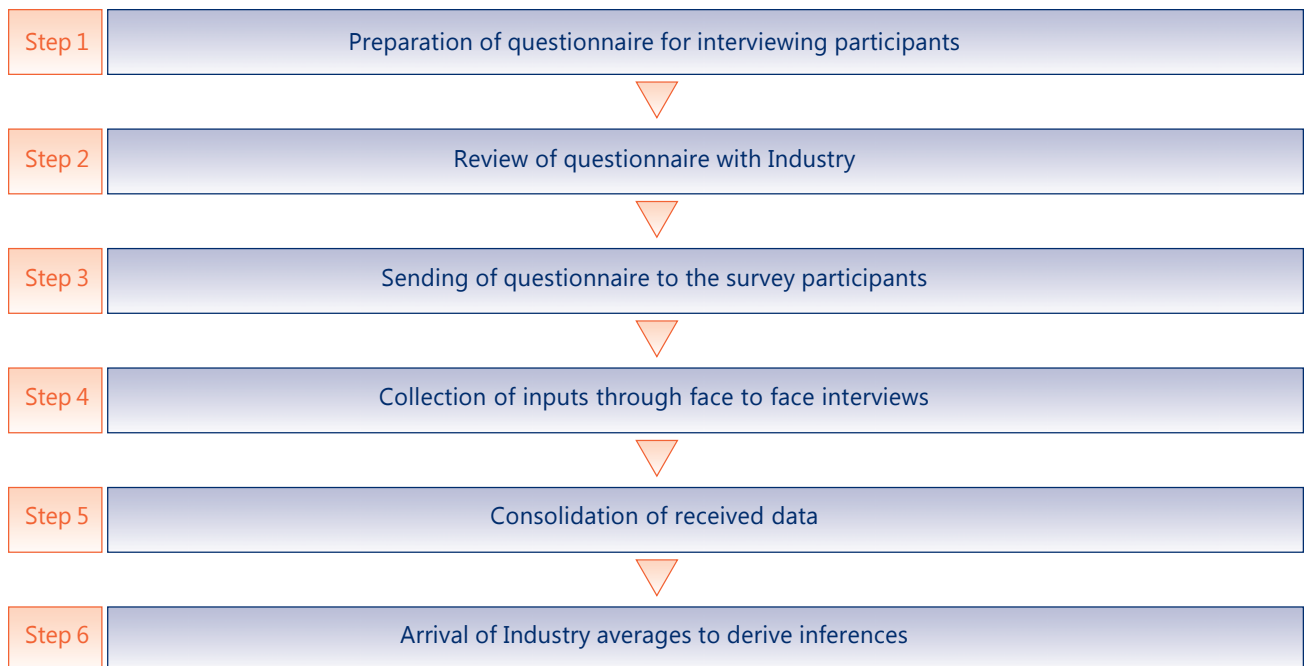 Step 1
Preparation of questionnaire for interviewing participants
Step 2
Review of questionnaire with Industry
Step 3
Sending of questionnaire to the survey participants
Step 4
Collection of inputs through face to face interviews
Step 5
Consolidation of received data
Step 6
Arrival of Industry averages to derive inferences